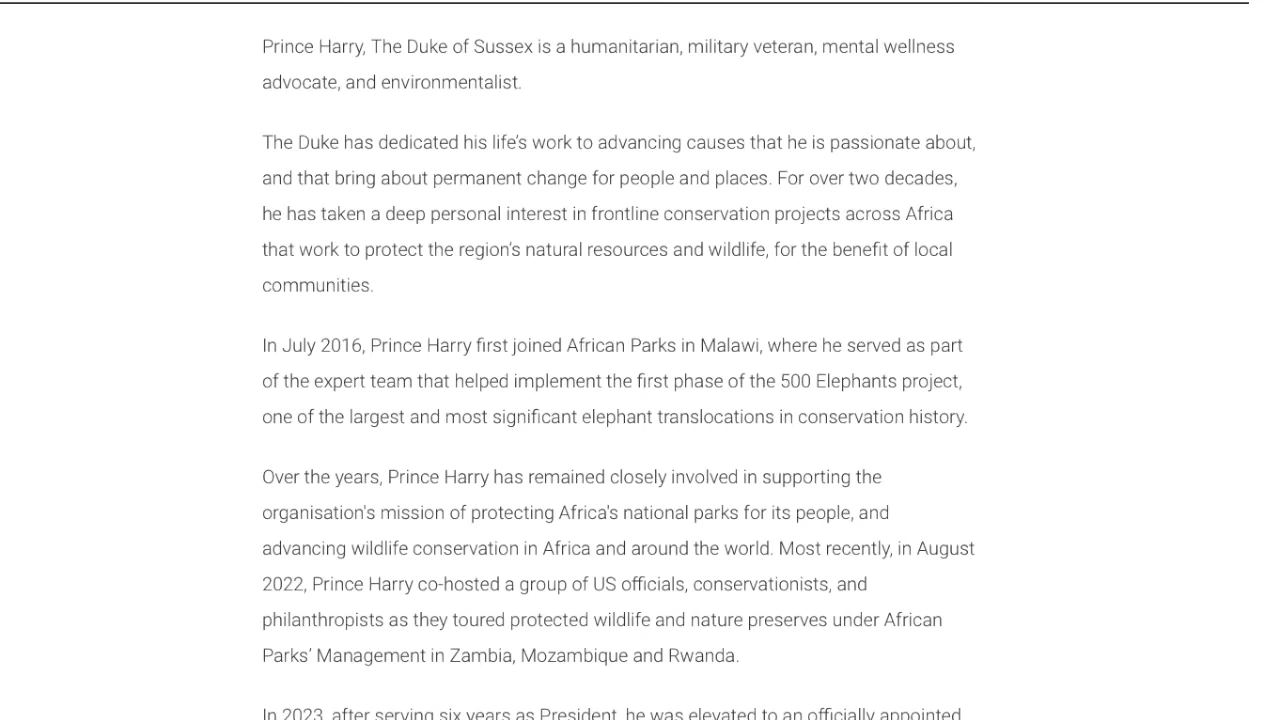 Prince Harry, The Duke of Sussex is a humanitarian, military veteran, mental wellness
advocate, and environmentalist.
The Duke has dedicated his life’s work to advancing causes that he is passionate about,
and that bring about permanent change for people and places. For over two decades,
he has taken a deep personal interest in frontline conservation projects across Africa
that work to protect the region’s natural resources and wildlife, for the benefit of local
communities.
In July 2016, Prince Harry first joined African Parks in Malawi, where he served as part
of the expert team that helped implement the first phase of the 500 Elephants project,
one of the largest and most significant elephant translocations in conservation history.
Over the years, Prince Harry has remained closely involved in supporting the
organisation's mission of protecting Africa's national parks for its people, and
advancing wildlife conservation in Africa and around the world. Most recently, in August
2022, Prince Harry co-hosted a group of US officials, conservationists, and
philanthropists as they toured protected wildlife and nature preserves under African
Parks’ Management in Zambia, Mozambique and Rwanda.
In 2023, after serving six years as President, he was elevated to an officially appointed